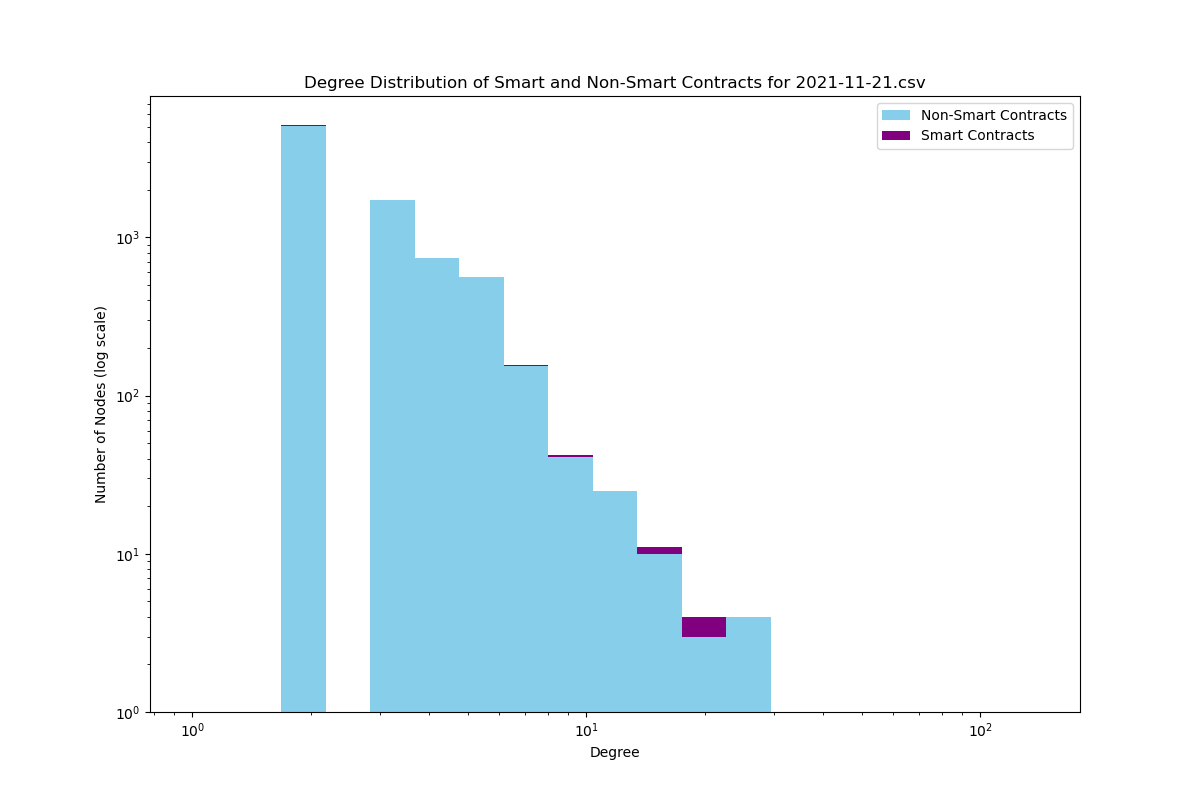 Degree Distribution of Smart and Non-Smart Contracts for 2021-11-21.csv
Non-Smart Contracts
Smart Contracts
Number of Nodes (log scale)
10³
10²
10¹
10⁰
10⁰ 10¹ 10²
Degree